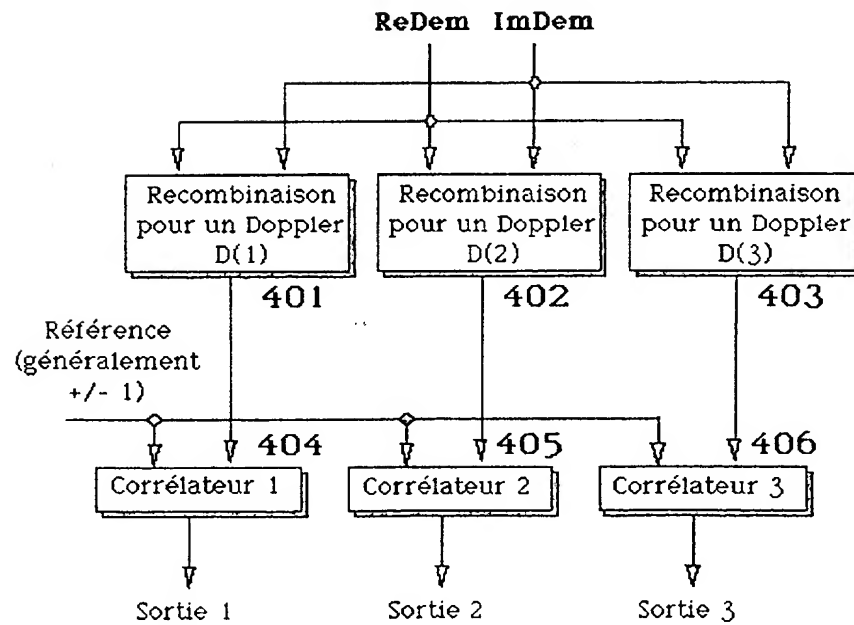 ReDem ImDem
Recombinaison
pour un Doppler
D(1)
Recombinaison
pour un Doppler
D(2)
Recombinaison
pour un Doppler
D(3)
401
402
403
Référence
(généralement
+/- 1)
404
405
406
Corrélateur 1
Corrélateur 2
Corrélateur 3
Sortie 1
Sortie 2
Sortie 3